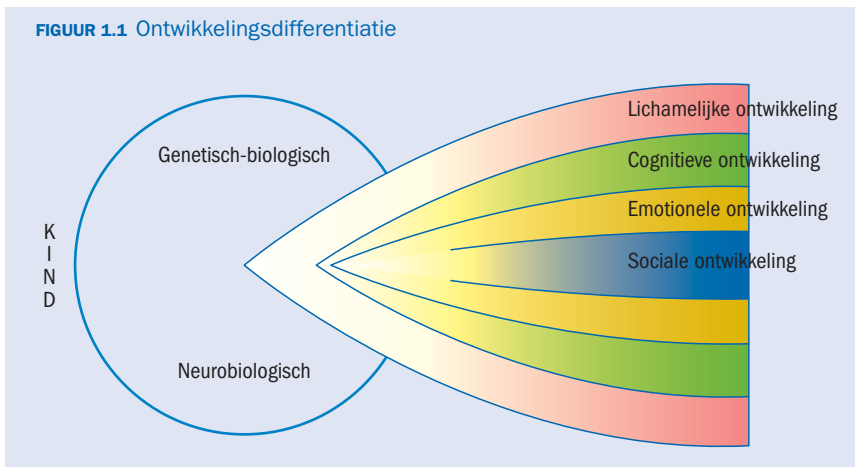 FIGUUR 1.1 Ontwikkelingsdifferentiatie
Lichamelijke ontwikkeling
Genetisch-biologisch
Cognitieve ontwikkeling
Emotionele ontwikkeling
K
I
N
D
Sociale ontwikkeling
Neurobiologisch